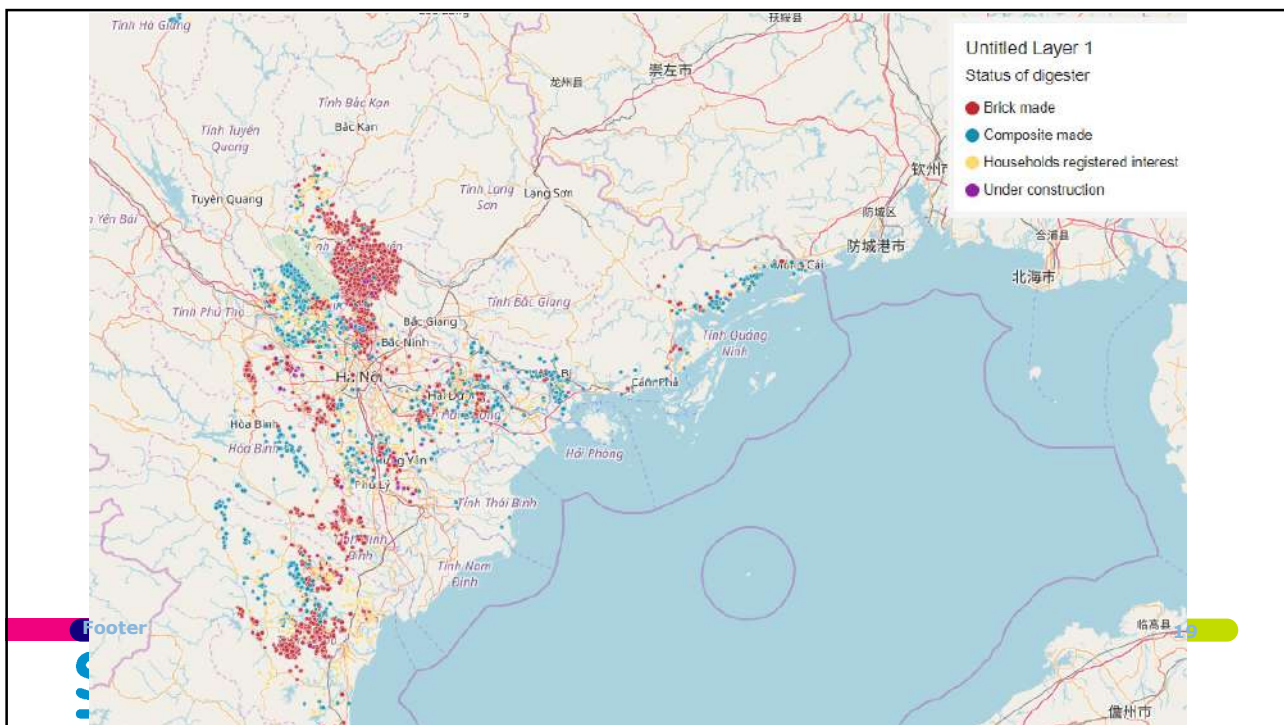 Tỉnh Hà Giang
扶绥县
崇左市
龙州县
Untitled Layer 1
Status of digester
Brick made
Composite made
Households registered interest
Under construction
Tỉnh Bắc Kạn
Bắc Kạn
Tỉnh Tuyên
Quang
钦州市
Tỉnh Lạng
Sơn
Lạng Sơn
Tuyên Quang
防城区
防城港市
合浦县
北海市
Tỉnh Phú Thọ
Tỉnh Bắc Giang
Bắc Giang
Bắc Ninh
Tỉnh Quảng
Ninh
Cẩm Phả
Hòa Bình
Hải Phòng
Phủ Lý
Tỉnh Thái Bình
Tỉnh Nam
Định
Footer
19
临高县
儋州市